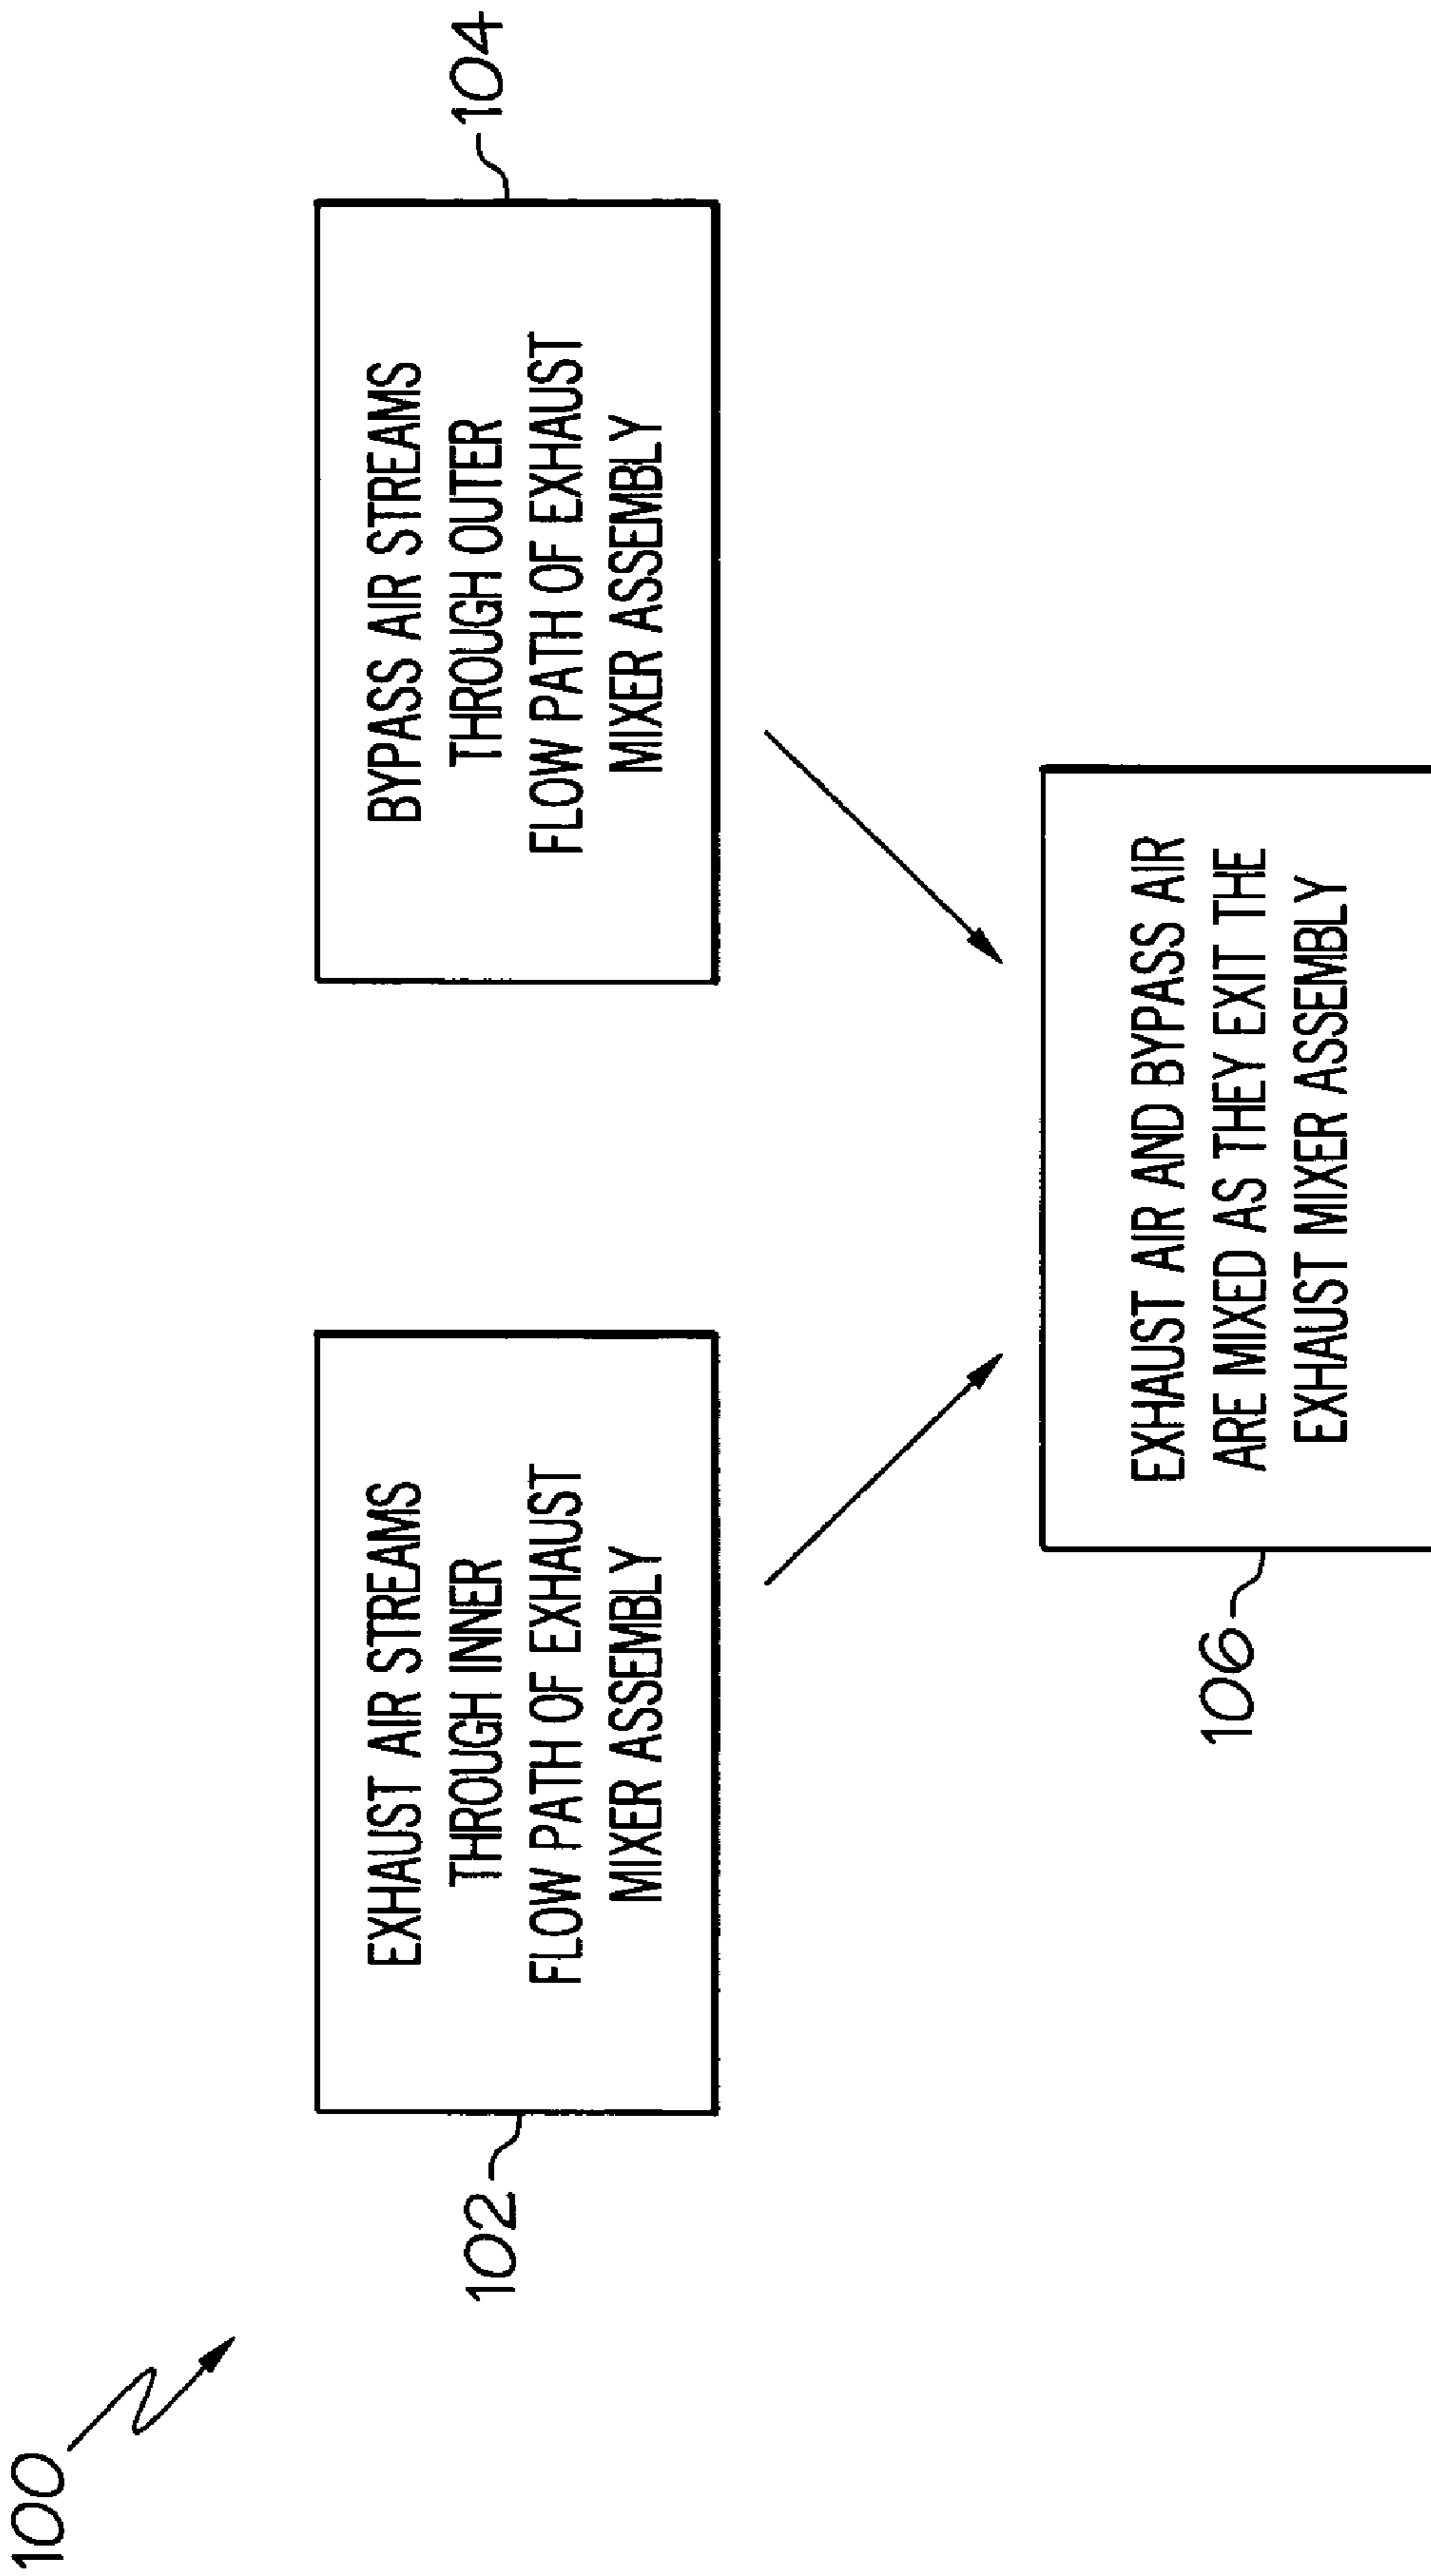 100
102
EXHAUST AIR STREAMS
THROUGH INNER
FLOW PATH OF EXHAUST
MIXER ASSEMBLY
104
BYPASS AIR STREAMS
THROUGH OUTER
FLOW PATH OF EXHAUST
MIXER ASSEMBLY
106
EXHAUST AIR AND BYPASS AIR
ARE MIXED AS THEY EXIT THE
EXHAUST MIXER ASSEMBLY